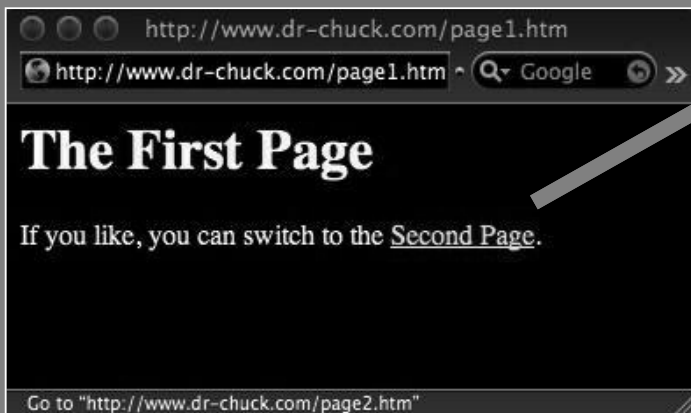 http://www.dr-chuck.com/page1.htm
http://www.dr-chuck.com/page1.htm Google
The First Page
If you like, you can switch to the Second Page.
Go to "http://www.dr-chuck.com/page2.htm"